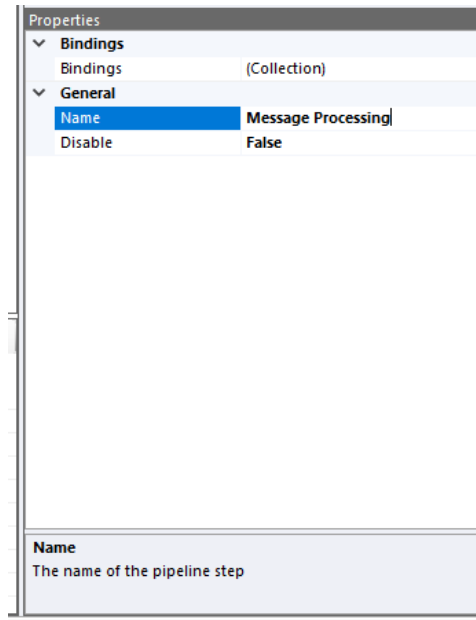 Properties
Bindings
Bindings (Collection)
General
Name Message Processing
Disable False
Name
The name of the pipeline step